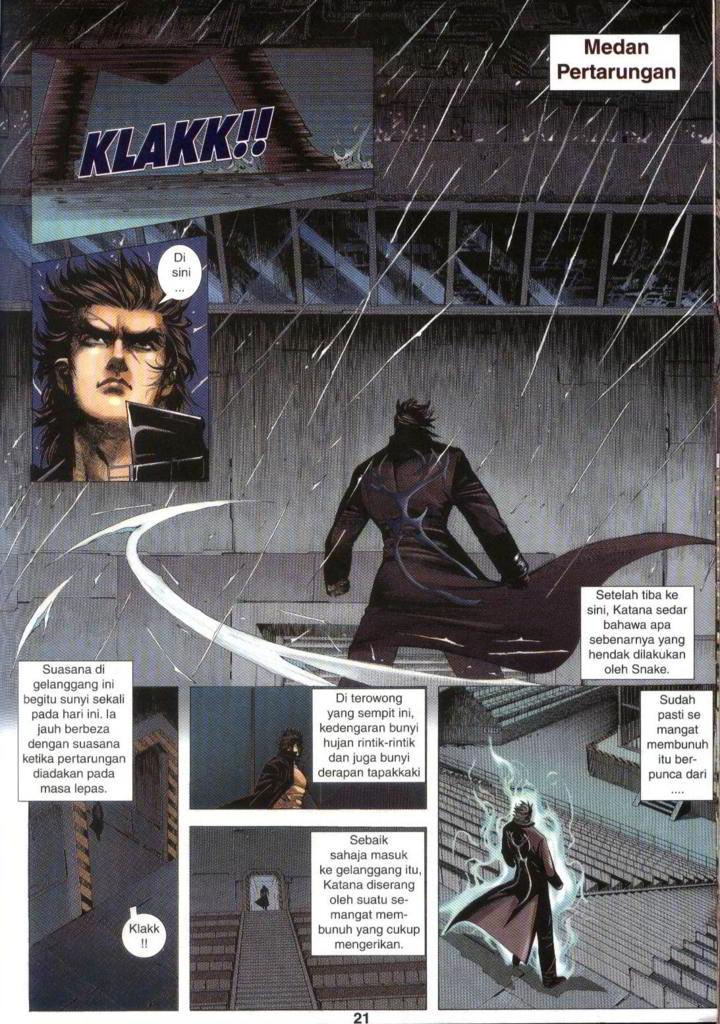 Medan
Pertarungan
KLAKK!!
Di
sini
...
Setelah tiba ke
sini, Katana sedar
bahawa apa
sebenarnya yang
hendak dilakukan
oleh Snake.
Suasana di
gelanggang ini
begitu sunyi sekali
pada hari ini. Ia
jauh berbeza
dengan suasana
ketika pertarungan
diadakan pada
masa lepas.
Klakk
!!
Di terowong
yang sempit ini,
kedengaran bunyi
hujan rintik-rintik
dan juga bunyi
derapan tapakkaki
Sebaik
sahaja masuk
ke gelanggang itu,
Katana diserang
oleh suatu se-
mangat mem-
bunuh yang cukup
mengerikan.
Sudah
pasti se
mangat
membunuh
itu ber-
punca dari
....
21